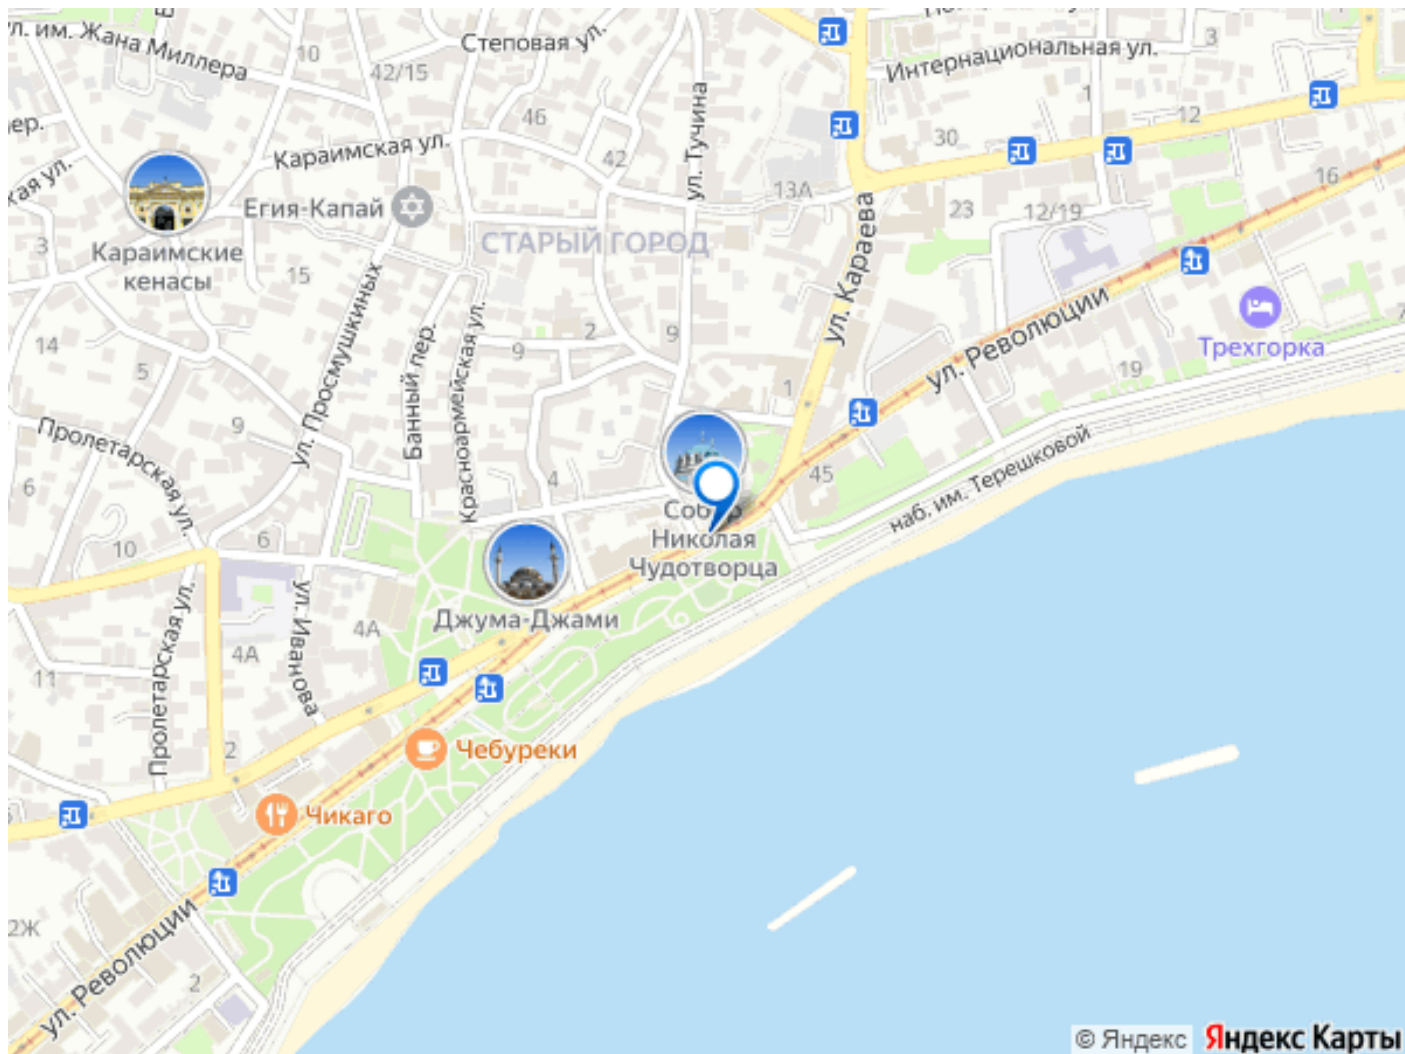 ул. им. Жана Миллера
10
Степовая ул.
3
Интернациональная ул.
42/15
1
12
46
ул. Тучина
30
Караимская ул.
42
13А
16
Егия-Капай
23
12/19
3
СТАРЫЙ ГОРОД
Караимские
кенасы
15
ул. Караева
ул. Революции
ул. Просмушкиных
Банный пер.
Красноармейская ул.
2
9
9
14
5
Трехгорка
7
19
1
Пролетарская ул.
9
6
4
45
наб. им. Терешковой
Собор
Николая
Чудотворца
10
6
Джума-Джами
Пролетарская ул.
ул. Иванова
4А
4А
11
2
Чебуреки
Чикаго
2Ж
ул. Революции
2
© Яндекс
Яндекс Карты